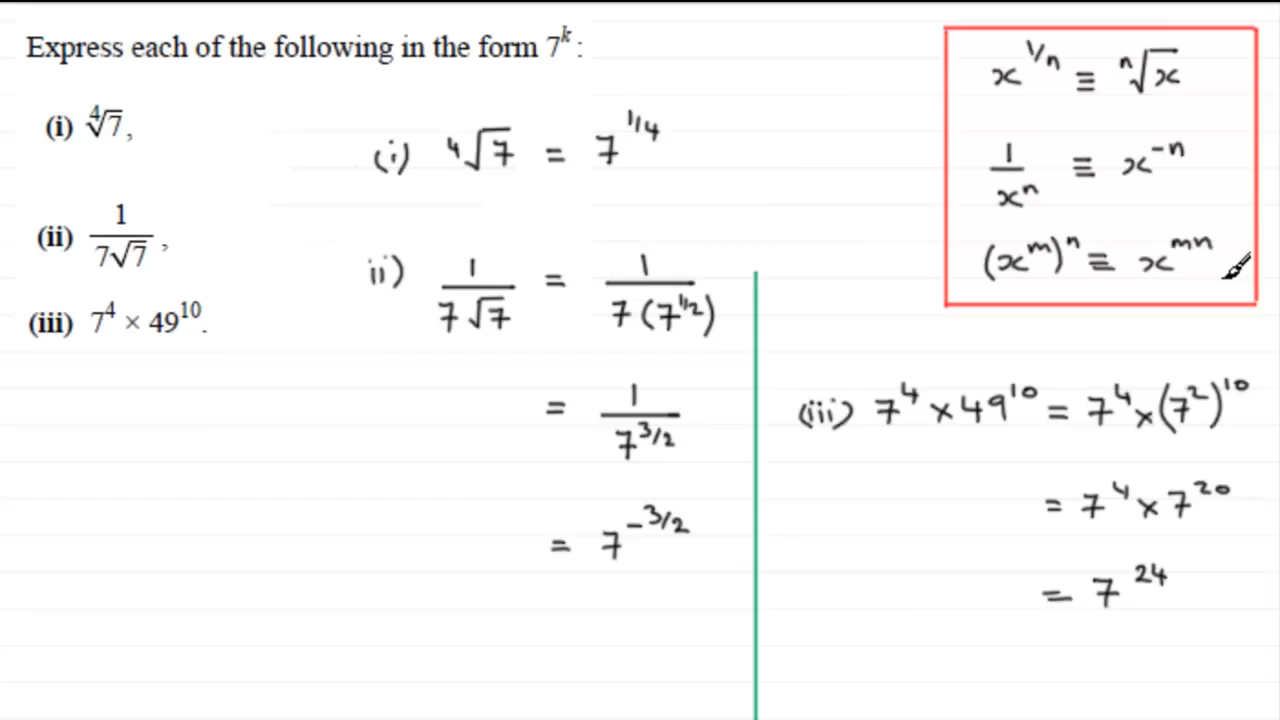 Express each of the following in the form 7^k:
(i) ∜7,
(ii) 1/(7√7),
(iii) 7^4 × 49^10.
(i) ∜7 = 7^(1/4)
ii) 1/(7√7) = 1/(7(7^(1/2)))
= 1/7^(3/2)
= 7^(-3/2)
x^(1/n) ≡ ⁿ√x
1/x^n ≡ x^(-n)
(x^m)^n ≡ x^(mn)
(iii) 7^4 × 49^10 = 7^4 × (7^2)^10
= 7^4 × 7^20
= 7^24